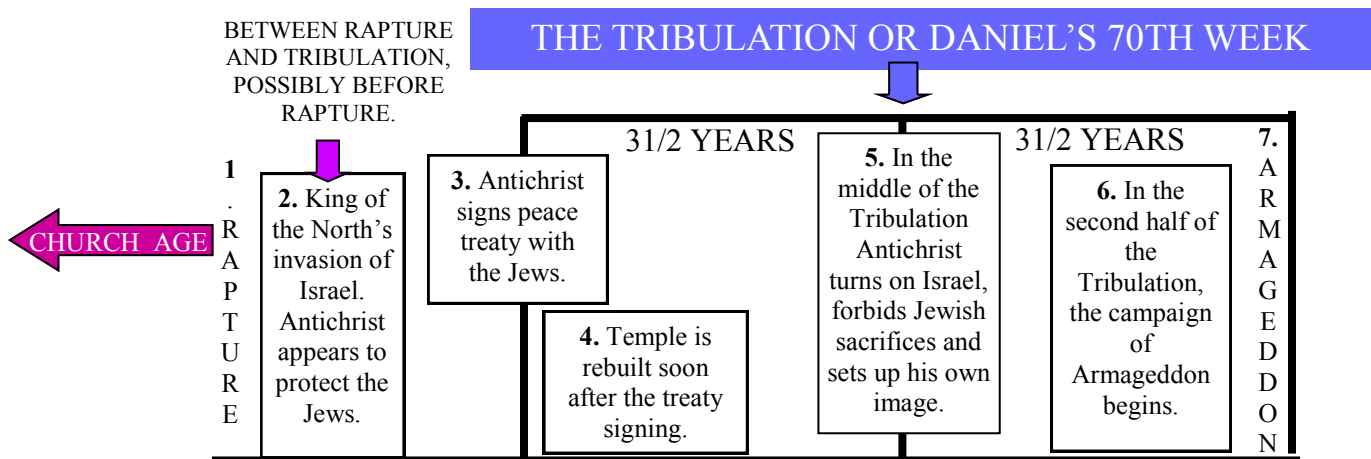 BETWEEN RAPTURE
AND TRIBULATION,
POSSIBLY BEFORE
RAPTURE.
THE TRIBULATION OR DANIEL'S 70TH WEEK
CHURCH AGE
1
.
R
A
P
T
U
R
E
2. King of
the North's
invasion of
Israel.
Antichrist
appears to
protect the
Jews.
3. Antichrist
signs peace
treaty with
the Jews.
31/2 YEARS
4. Temple is
rebuilt soon
after the treaty
signing.
5. In the
middle of the
Tribulation
Antichrist
turns on Israel,
forbids Jewish
sacrifices and
sets up his own
image.
31/2 YEARS
6. In the
second half of
the
Tribulation,
the campaign
of
Armageddon
begins.
7.
A
R
M
A
G
E
D
D
O
N